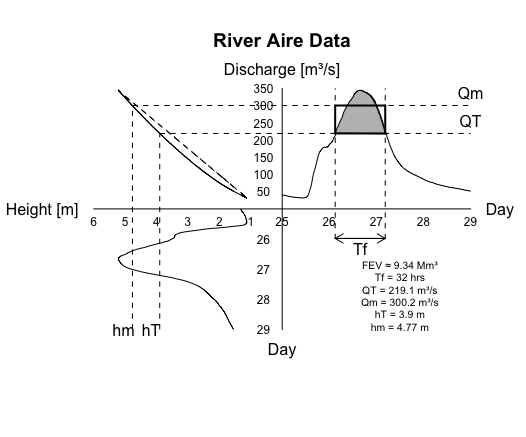 River Aire Data
Discharge [m³/s]
350
300
250
200
150
100
50
Qm
QT
Height [m]
6 5 4 3 2 1 25 26 27 28 29
Day
26
27
28
29
Day
hm hT
Tf
FEV ≈ 9.34 Mm³
Tf = 32 hrs
QT = 219.1 m³/s
Qm = 300.2 m³/s
hT = 3.9 m
hm = 4.77 m